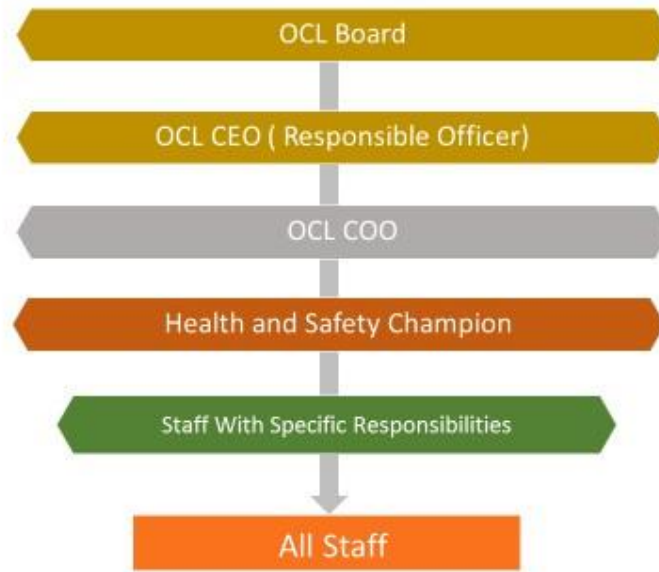 OCL Board
OCL CEO ( Responsible Officer)
OCL COO
Health and Safety Champion
Staff With Specific Responsibilities
All Staff